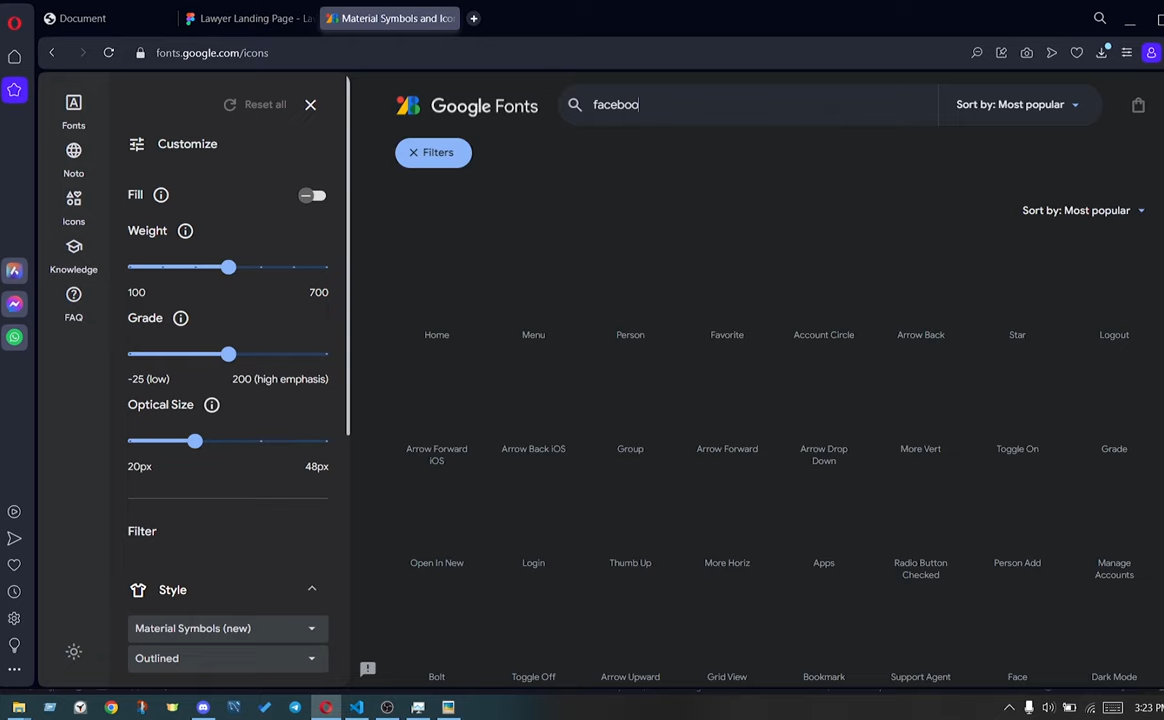 Document
Lawyer Landing Page - La
Material Symbols and Icons
fonts.google.com/icons
Reset all
Google Fonts
faceboo
Sort by: Most popular
Fonts
Customize
Filters
Noto
Fill
Sort by: Most popular
Icons
Weight
Knowledge
100
700
FAQ
Grade
Home
Menu
Person
Favorite
Account Circle
Arrow Back
Star
Logout
-25 (low)
200 (high emphasis)
Optical Size
Arrow Forward
iOS
Arrow Back iOS
Group
Arrow Forward
Arrow Drop
Down
More Vert
Toggle On
Grade
20px
48px
Filter
Open In New
Login
Thumb Up
More Horiz
Apps
Radio Button
Checked
Person Add
Manage
Accounts
Style
Material Symbols (new)
Outlined
Bolt
Toggle Off
Arrow Upward
Grid View
Bookmark
Support Agent
Face
Dark Mode
3:23 PM